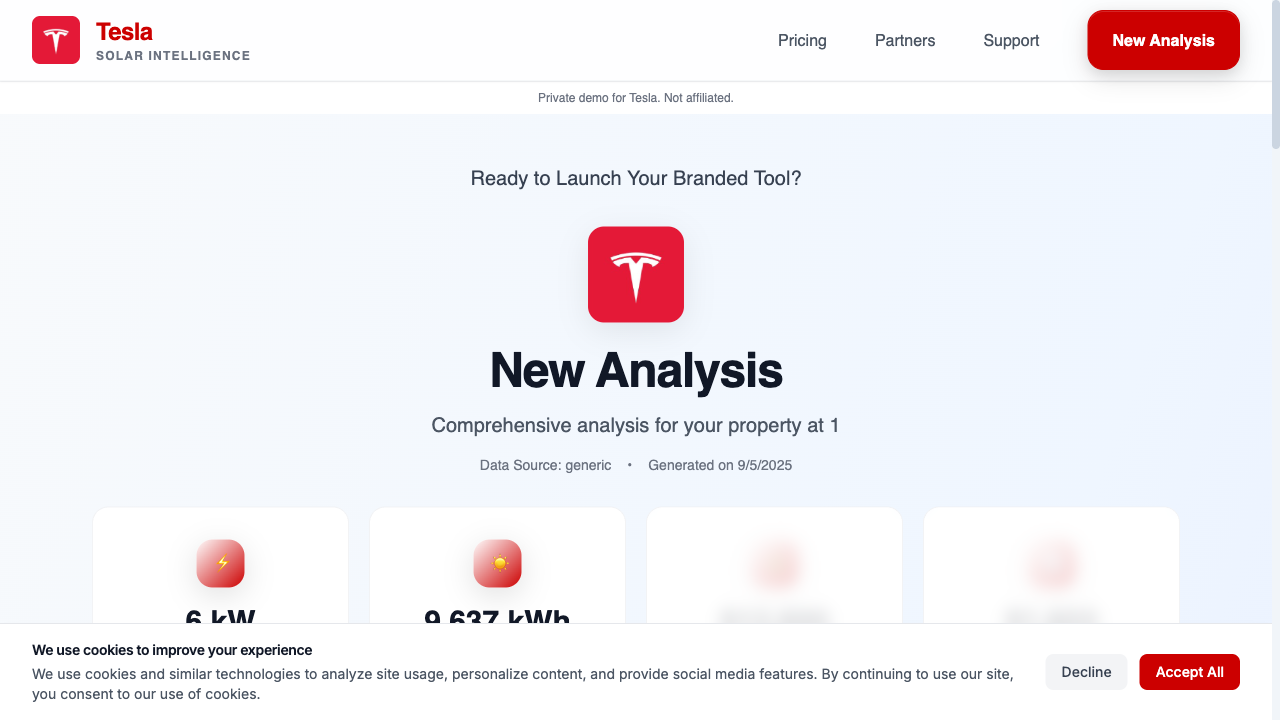 Tesla
SOLAR INTELLIGENCE
Pricing
Partners
Support
New Analysis
Private demo for Tesla. Not affiliated.
Ready to Launch Your Branded Tool?
New Analysis
Comprehensive analysis for your property at 1
Data Source: generic • Generated on 9/5/2025
6 kW
9,637 kWh
We use cookies to improve your experience
We use cookies and similar technologies to analyze site usage, personalize content, and provide social media features. By continuing to use our site,
you consent to our use of cookies.
Decline
Accept All